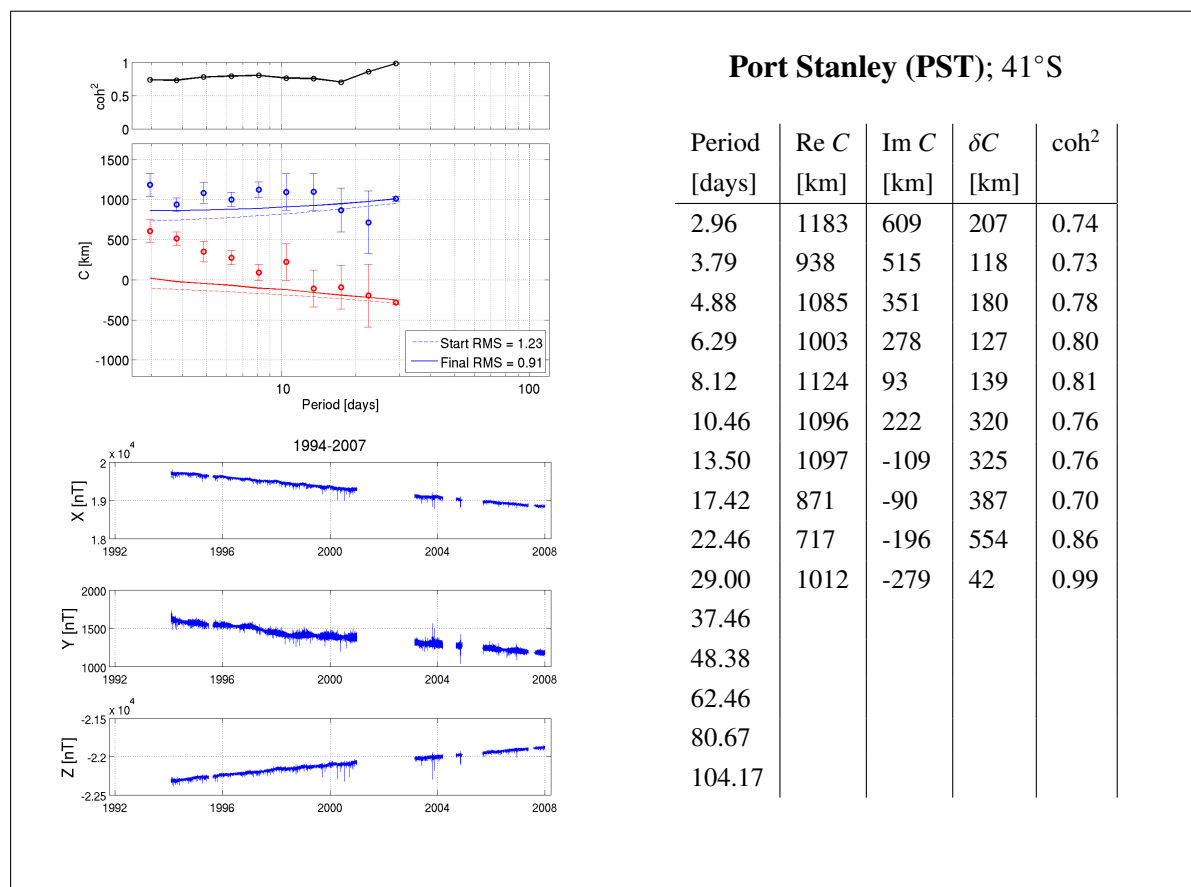 Port Stanley (PST); 41°S
1
0.5
0
coh²
1500
1000
500
0
-500
-1000
C [km]
Start RMS = 1.23
Final RMS = 0.91
10
100
Period [days]
1994-2007
x 10⁴
2
1.9
1.8
X [nT]
1992 1996 2000 2004 2008
2000
1500
1000
Y [nT]
1992 1996 2000 2004 2008
x 10⁴
-2.15
-2.2
-2.25
Z [nT]
1992 1996 2000 2004 2008
Period Re C Im C δC coh²
[days] [km] [km] [km]
2.96 1183 609 207 0.74
3.79 938 515 118 0.73
4.88 1085 351 180 0.78
6.29 1003 278 127 0.80
8.12 1124 93 139 0.81
10.46 1096 222 320 0.76
13.50 1097 -109 325 0.76
17.42 871 -90 387 0.70
22.46 717 -196 554 0.86
29.00 1012 -279 42 0.99
37.46
48.38
62.46
80.67
104.17